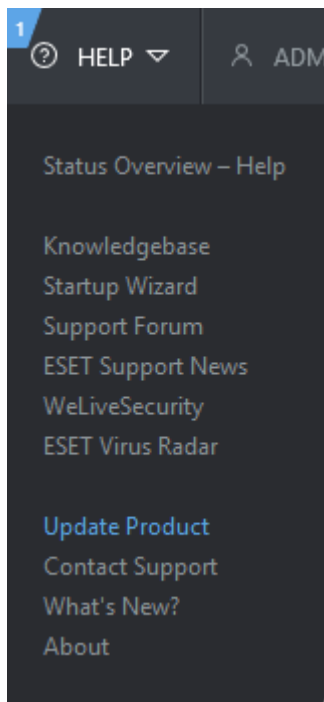 1
HELP ADM
Status Overview – Help
Knowledgebase
Startup Wizard
Support Forum
ESET Support News
WeLiveSecurity
ESET Virus Radar
Update Product
Contact Support
What's New?
About